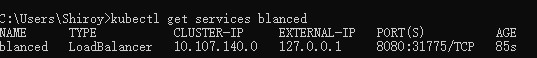 C:\Users\Shiroy>kubectl get services blanced
NAME TYPE CLUSTER-IP EXTERNAL-IP PORT(S) AGE
blanced LoadBalancer 10.107.140.0 127.0.0.1 8080:31775/TCP 85s